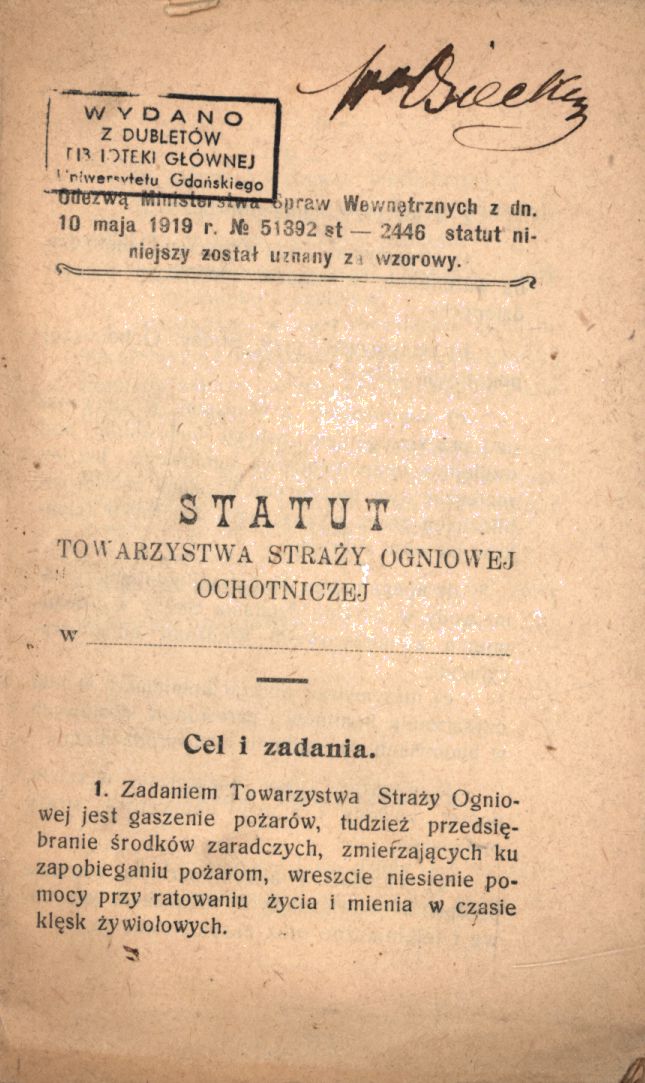 WYDANO
Z DUBLETÓW
BIBLIOTEKI GŁÓWNEJ
Uniwersytetu Gdańskiego
Odezwą Ministerstwa Spraw Wewnętrznych z dn.
10 maja 1919 r. № 51392 st — 2446 statut ni-
niejszy został uznany za wzorowy.
STATUT
TOWARZYSTWA STRAŻY OGNIOWEJ
OCHOTNICZEJ
w
Cel i zadania.
1. Zadaniem Towarzystwa Straży Ognio-
wej jest gaszenie pożarów, tudzież przedsię-
branie środków zaradczych, zmierzających ku
zapobieganiu pożarom, wreszcie niesienie po-
mocy przy ratowaniu życia i mienia w czasie
klęsk żywiołowych.